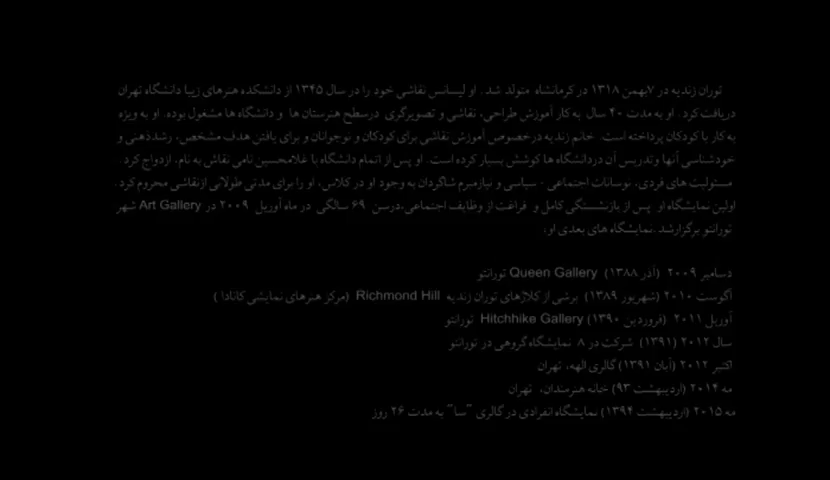 توران زندیه در ۷بهمن ۱۳۱۸ در کرمانشاه متولد شد. او لیسانس نقاشی خود را در سال ۱۳۴۵ از دانشکده هنرهای زیبا دانشگاه تهران
دریافت کرد. او به مدت ۴۰ سال به کار آموزش طراحی، نقاشی و تصویرگری درسطح هنرستان ها و دانشگاه ها مشغول بوده. او به ویژه
به کار با کودکان پرداخته است. خانم زندیه درخصوص آموزش نقاشی برای کودکان و نوجوانان و برای یافتن هدف مشخص، رشدذهنی و
خودشناسی آنها وتدریس آن دردانشگاه ها کوشش بسیار کرده است. او پس از اتمام دانشگاه با غلامحسین نامی نقاش به نام، ازدواج کرد.
مسئولیت های فردی، نوسانات اجتماعی - سیاسی و نیازمبرم شاگردان به وجود او در کلاس، او را برای مدتی طولانی ازنقاشی محروم کرد.
اولین نمایشگاه او پس از بازنشستگی کامل و فراغت از وظایف اجتماعی،درسن ۶۹ سالگی در ماه آوریل ۲۰۰۹ در Art Gallery شهر
تورانتو برگزارشد.نمایشگاه های بعدی او،
دسامبر ۲۰۰۹ (آذر ۱۳۸۸) Queen Gallery تورانتو
آگوست ۲۰۱۰ (شهریور ۱۳۸۹) برشی از کلاژهای توران زندیه Richmond Hill (مرکز هنرهای نمایشی کانادا)
آوریل ۲۰۱۱ (فروردین ۱۳۹۰) Hitchhike Gallery تورانتو
سال ۲۰۱۲ (۱۳۹۱) شرکت در ۸ نمایشگاه گروهی در تورانتو
اکتبر ۲۰۱۲ (آبان ۱۳۹۱) گالری الهه، تهران
مه ۲۰۱۴ (اردیبهشت ۹۳) خانه هنرمندان، تهران
مه ۲۰۱۵ (اردیبهشت ۱۳۹۴) نمایشگاه انفرادی در گالری "سا" به مدت ۲۶ روز